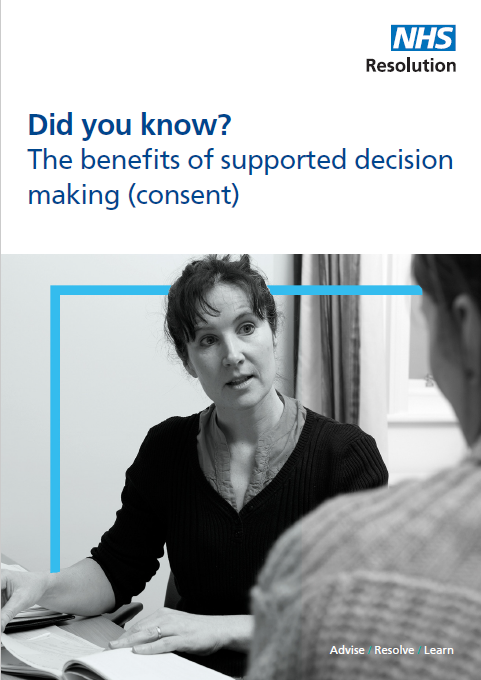 NHS
Resolution
Did you know?
The benefits of supported decision
making (consent)
Advise / Resolve / Learn